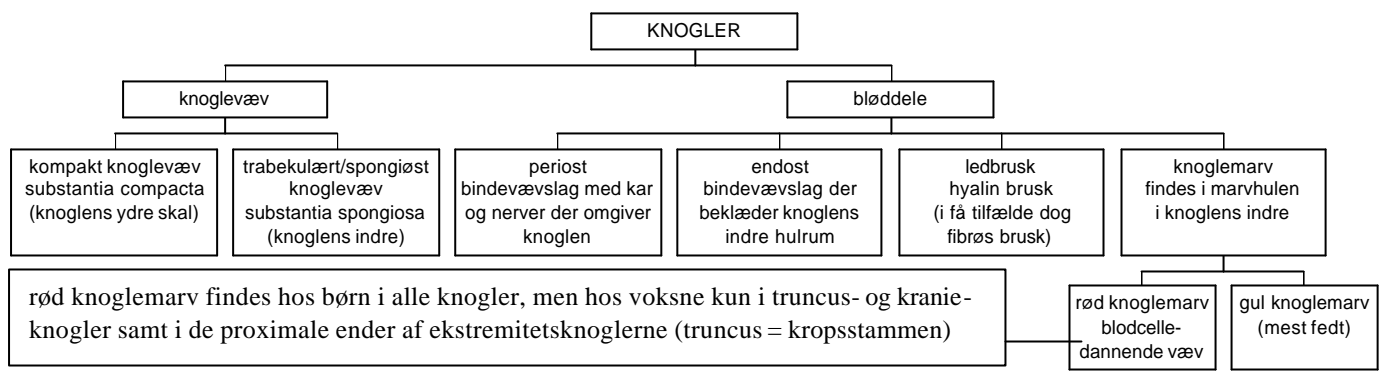 KNOGLER
knoglevæv
bløddele
kompakt knoglevæv
substantia compacta
(knoglens ydre skal)
trabekulært/spongiøst
knoglevæv
substantia spongiosa
(knoglens indre)
periost
bindevævslag med kar
og nerver der omgiver
knoglen
endost
bindevævslag der
beklæder knoglens
indre hulrum
ledbrusk
hyalin brusk
(i få tilfælde dog
fibrøs brusk)
knoglemarv
findes i marvhulen
i knoglens indre
rød knoglemarv findes hos børn i alle knogler, men hos voksne kun i truncus- og kranie-
knogler samt i de proximale ender af ekstremitetsknoglerne (truncus = kropsstammen)
rød knoglemarv
blodcelle-
dannende væv
gul knoglemarv
(mest fedt)